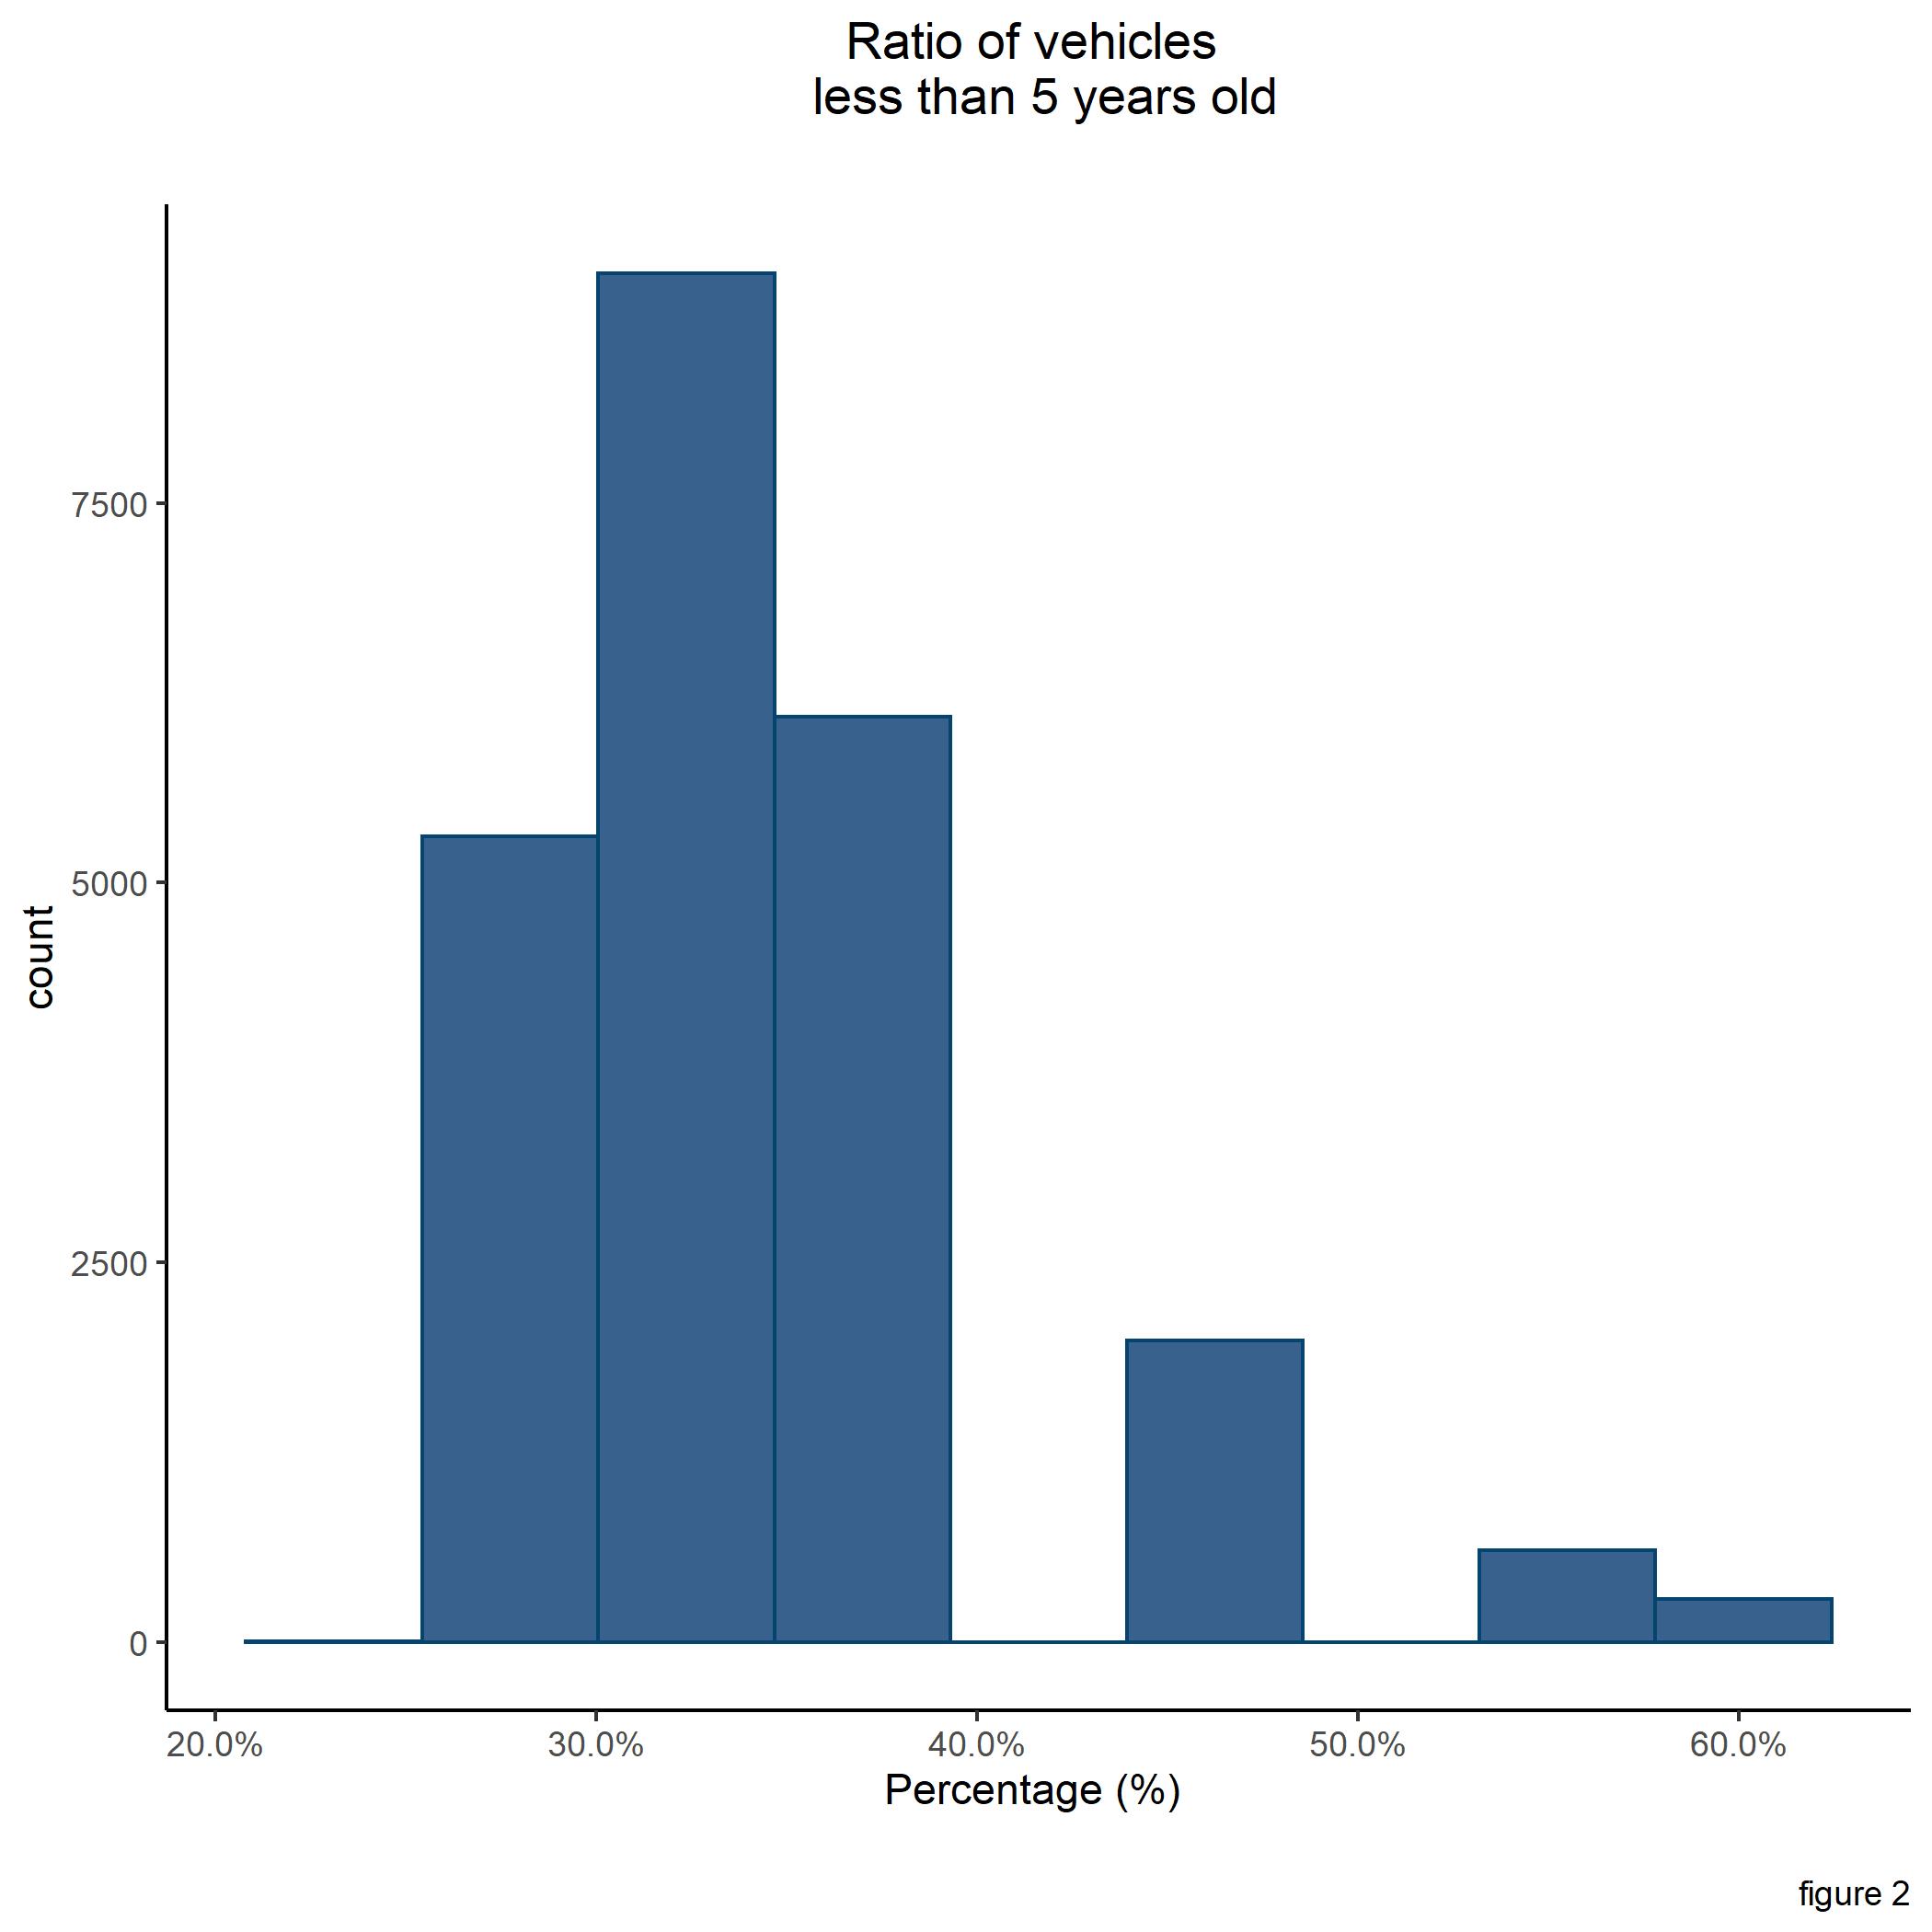 Ratio of vehicles
less than 5 years old
7500
5000
count
2500
0
20.0% 30.0% 40.0% 50.0% 60.0%
Percentage (%)
figure 2